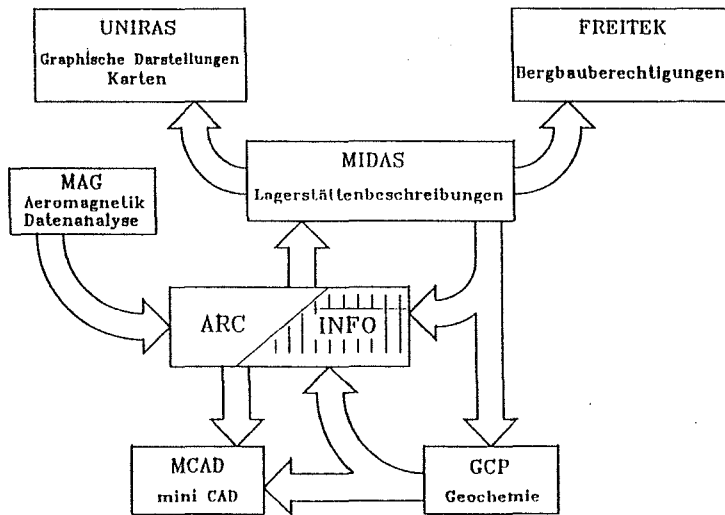 UNIRAS
Graphische Darstellungen
Karten
FREITEK
Bergbauberechtigungen
MIDAS
Lagerstättenbeschreibungen
MAG
Aeromagnetik
Datenanalyse
ARC
INFO
MCAD
mini CAD
GCP
Geochemie